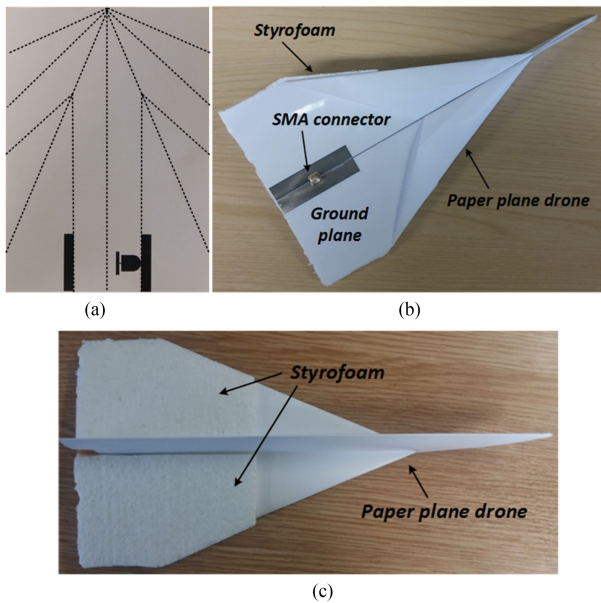 Styrofoam
SMA connector
Ground
plane
Paper plane drone
(a)
(b)
Styrofoam
Paper plane drone
(c)